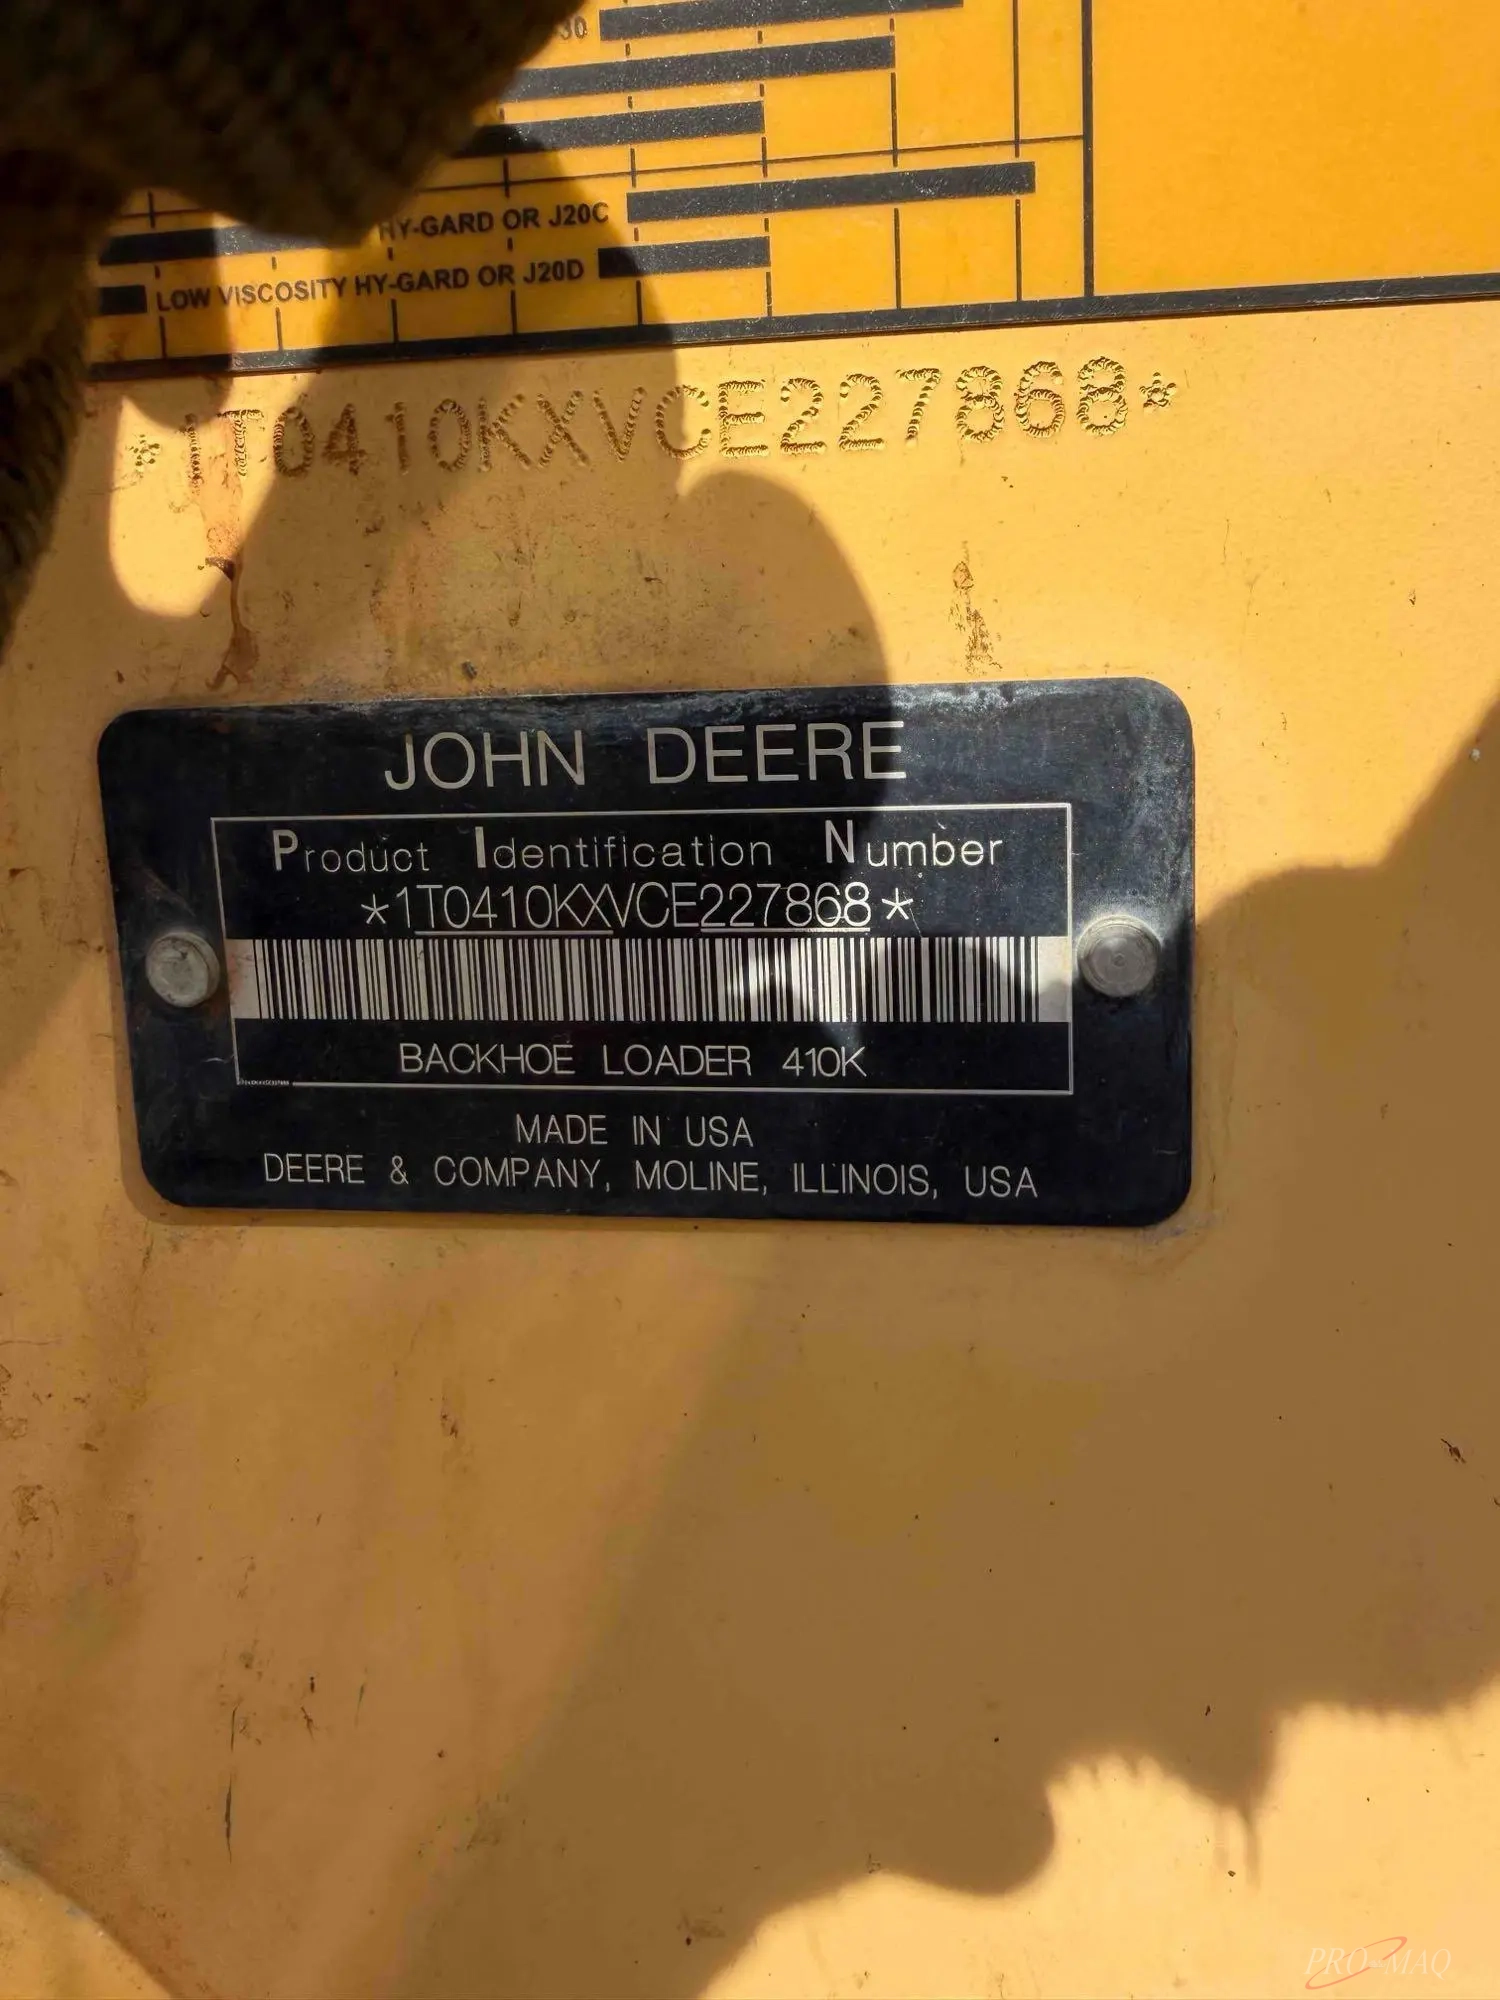 30
HY-GARD OR J20C
LOW VISCOSITY HY-GARD OR J20D
*1T0410KXVCE227868*
JOHN DEERE
Product Identification Number
*1T0410KXVCE227868*
BACKHOE LOADER 410K
MADE IN USA
DEERE & COMPANY, MOLINE, ILLINOIS, USA
PRO-MAQ